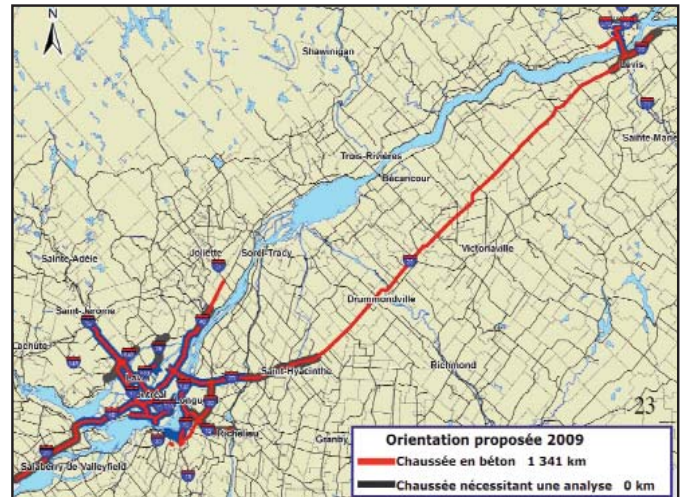 N
Shawinigan
Lévis
Sainte-Marie
Trois-Rivières
Bécancour
Joliette
Sorel-Tracy
Victoriaville
Sainte-Adèle
Drummondville
Saint-Jérôme
Lachute
Richmond
Saint-Hyacinthe
Laval
Longue
Richelieu
Granby
Salaberry de Valleyfield
23
Orientation proposée 2009
Chaussée en béton 1 341 km
Chaussée nécessitant une analyse 0 km